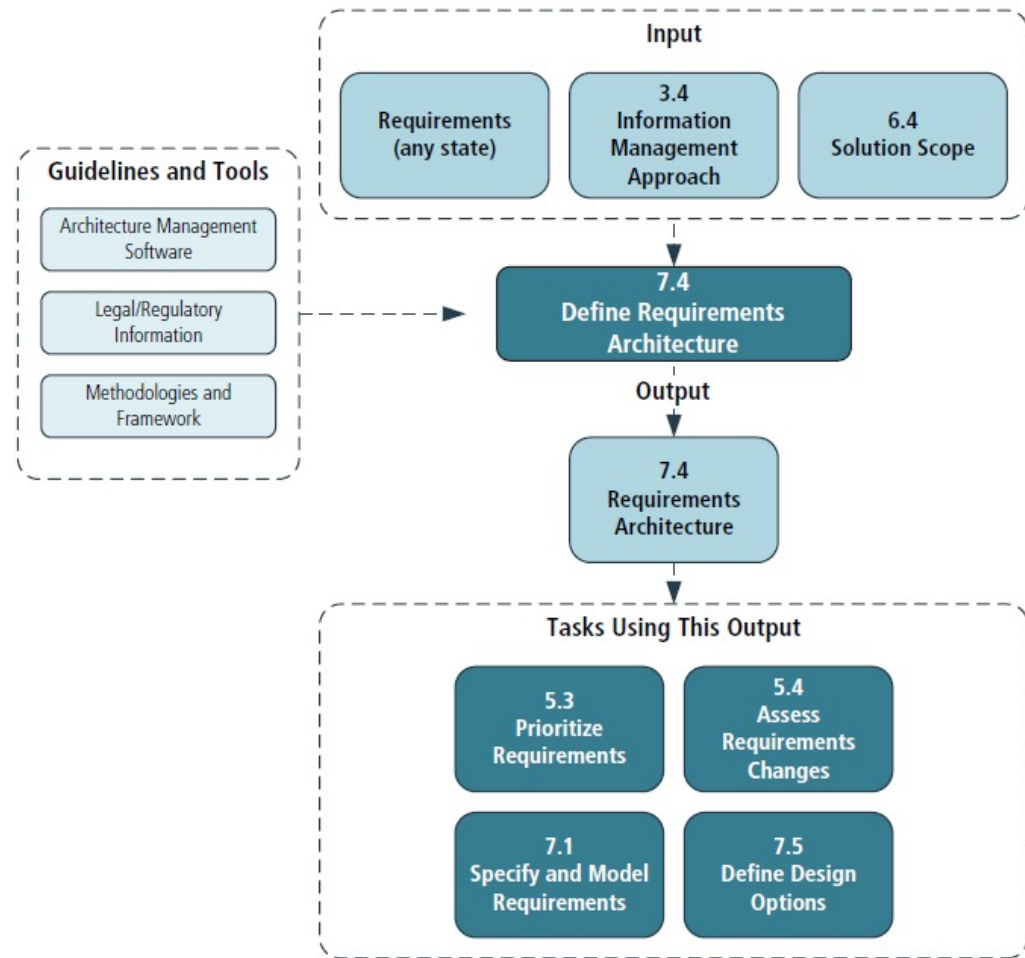 Input
Requirements
(any state)
3.4
Information
Management
Approach
6.4
Solution Scope
Guidelines and Tools
Architecture Management
Software
Legal/Regulatory
Information
Methodologies and
Framework
7.4
Define Requirements
Architecture
Output
7.4
Requirements
Architecture
Tasks Using This Output
5.3
Prioritize
Requirements
5.4
Assess
Requirements
Changes
7.1
Specify and Model
Requirements
7.5
Define Design
Options